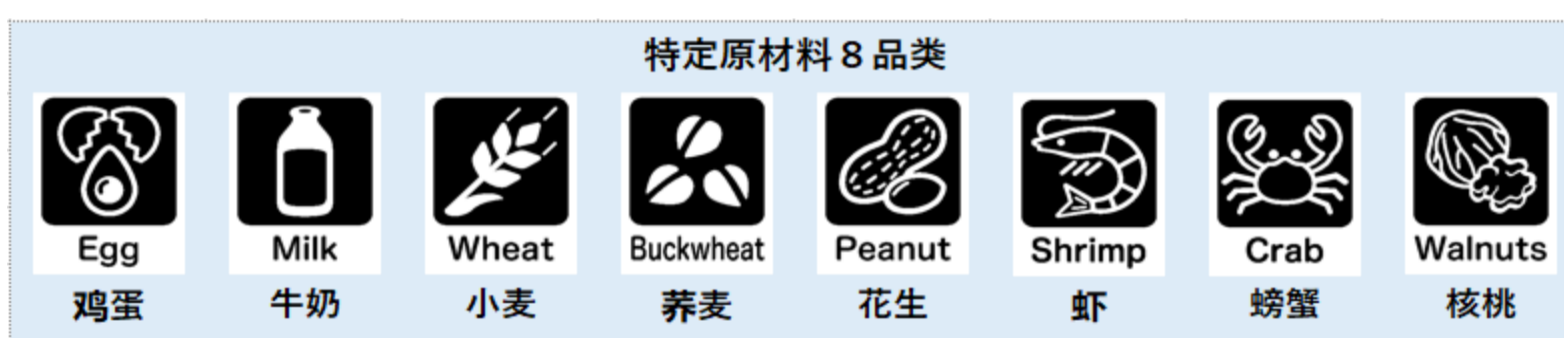 特定原材料８品类
Egg Milk Wheat Buckwheat Peanut Shrimp Crab Walnuts
鸡蛋 牛奶 小麦 荞麦 花生 虾 螃蟹 核桃